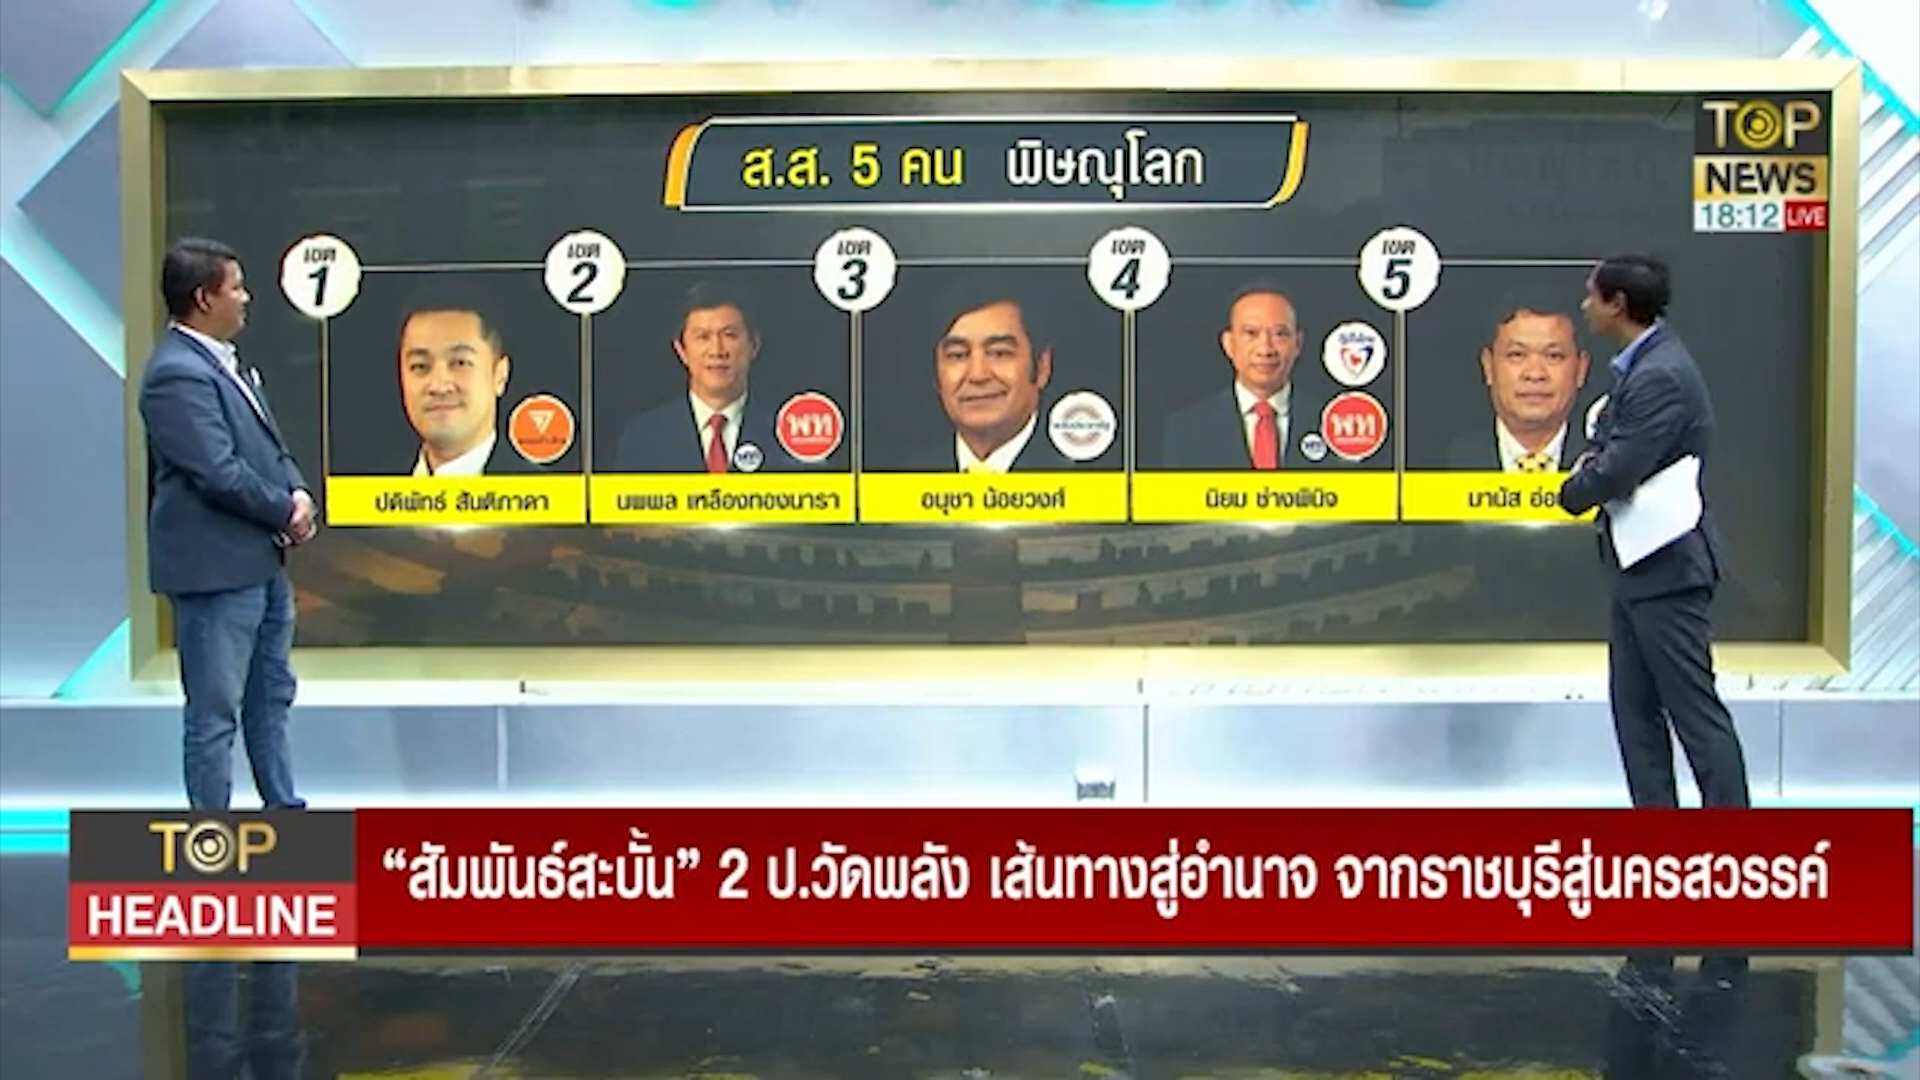 ส.ส. 5 คน พิษณุโลก
TOP
NEWS
18:12 LIVE
เขต
1
เขต
2
เขต
3
เขต
4
เขต
5
พท
พท
ปดิพัทธ์ สันติภาดา
นพพล เหลืองทองนารา
อนุชา น้อยวงศ์
นิยม ช่างพินิจ
มานัส อ่อ
TOP
HEADLINE
“สัมพันธ์สะบั้น” 2 ป.วัดพลัง เส้นทางสู่อำนาจ จากราชบุรีสู่นครสวรรค์